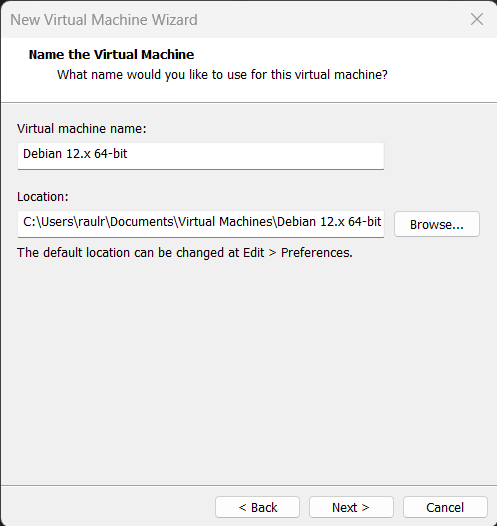 New Virtual Machine Wizard
Name the Virtual Machine
What name would you like to use for this virtual machine?
Virtual machine name:
Debian 12.x 64-bit
Location:
C:\Users\raulr\Documents\Virtual Machines\Debian 12.x 64-bit
Browse...
The default location can be changed at Edit > Preferences.
< Back
Next >
Cancel